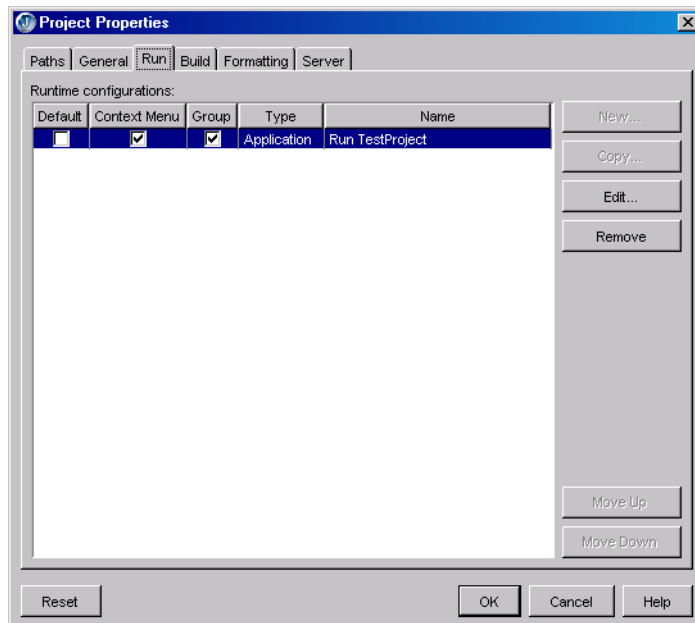 Project Properties
Paths General Run Build Formatting Server
Runtime configurations:
Default Context Menu Group Type Name
Application Run TestProject
New...
Copy...
Edit...
Remove
Move Up
Move Down
Reset OK Cancel Help